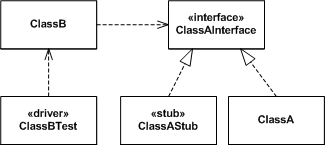 ClassB
«interface»
ClassAInterface
«driver»
ClassBTest
«stub»
ClassAStub
ClassA